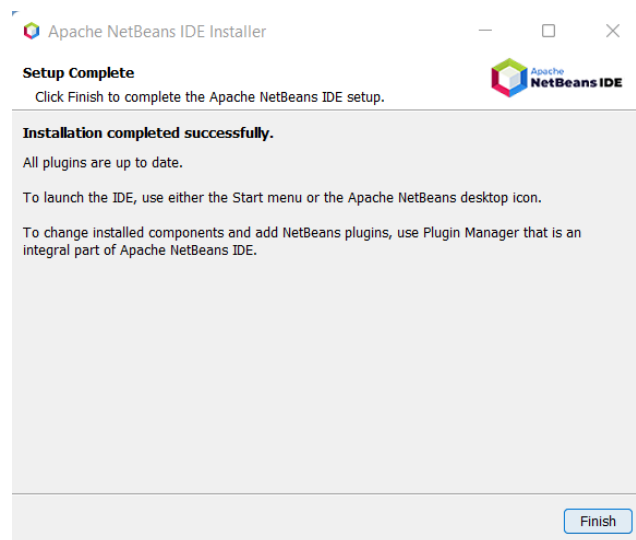 Apache NetBeans IDE Installer
Setup Complete
Click Finish to complete the Apache NetBeans IDE setup.
Apache
NetBeans IDE
Installation completed successfully.
All plugins are up to date.
To launch the IDE, use either the Start menu or the Apache NetBeans desktop icon.
To change installed components and add NetBeans plugins, use Plugin Manager that is an
integral part of Apache NetBeans IDE.
Finish